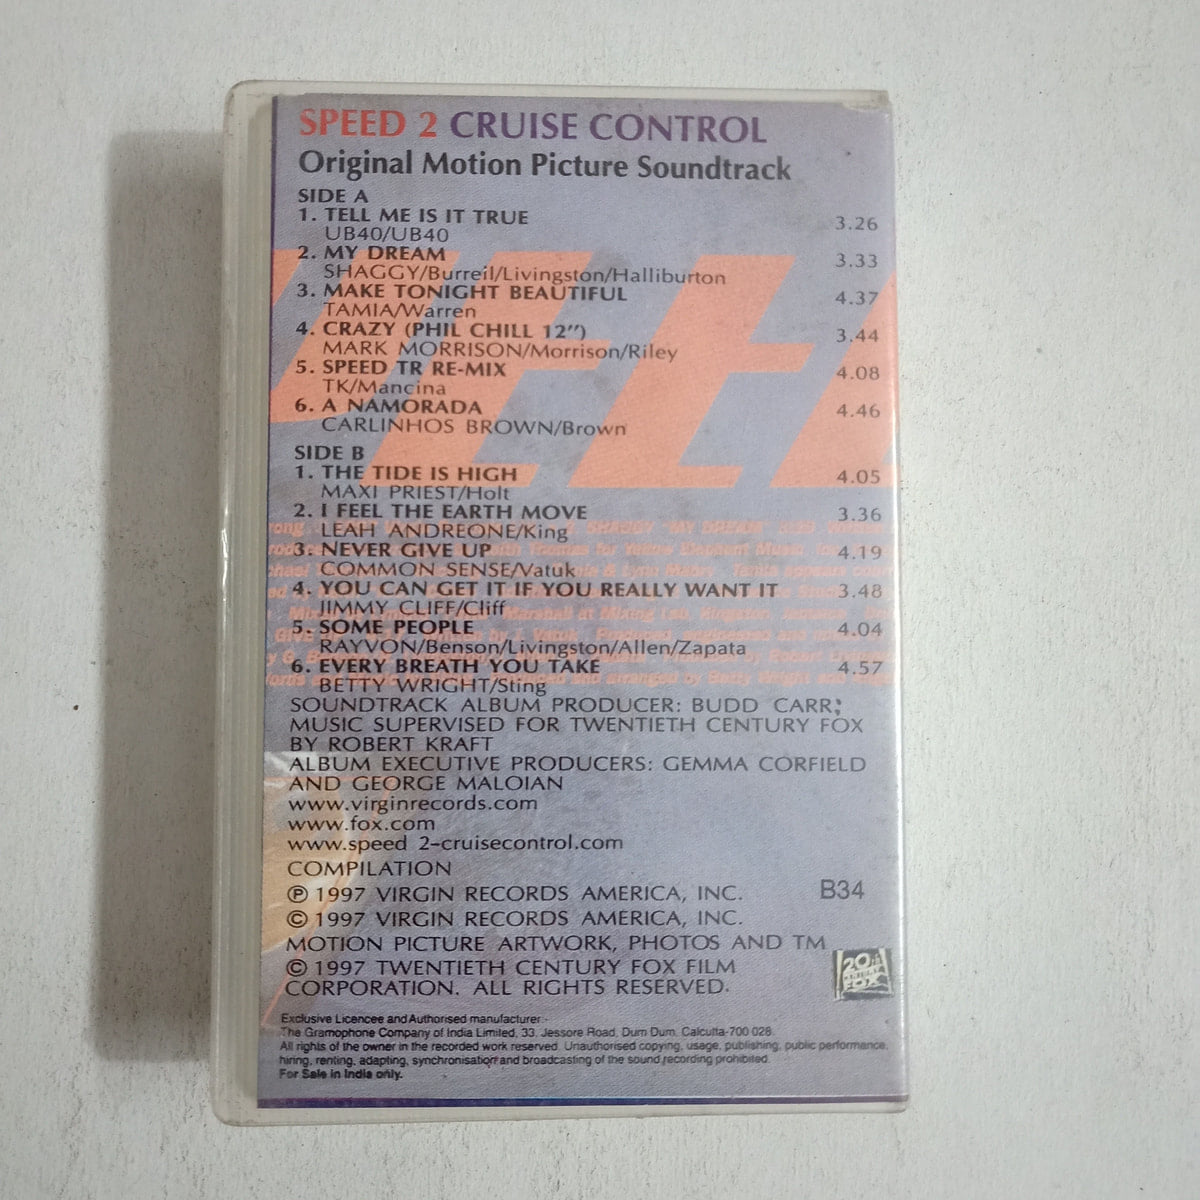 SPEED 2 CRUISE CONTROL
Original Motion Picture Soundtrack
SIDE A
1. TELL ME IS IT TRUE 3.26
UB40/UB40
2. MY DREAM 3.33
SHAGGY/Burreil/Livingston/Halliburton
3. MAKE TONIGHT BEAUTIFUL 4.37
TAMIA/Warren
4. CRAZY (PHIL CHILL 12") 3.44
MARK MORRISON/Morrison/Riley
5. SPEED TR RE-MIX 4.08
TK/Mancina
6. A NAMORADA 4.46
CARLINHOS BROWN/Brown
SIDE B
1. THE TIDE IS HIGH 4.05
MAXI PRIEST/Holt
2. I FEEL THE EARTH MOVE 3.36
LEAH ANDREONE/King
3. NEVER GIVE UP 4.19
COMMON SENSE/Vatuk
4. YOU CAN GET IT IF YOU REALLY WANT IT 3.48
JIMMY CLIFF/Cliff
5. SOME PEOPLE 4.04
RAYVON/Benson/Livingston/Allen/Zapata
6. EVERY BREATH YOU TAKE 4.57
BETTY WRIGHT/Sting
SOUNDTRACK ALBUM PRODUCER: BUDD CARR;
MUSIC SUPERVISED FOR TWENTIETH CENTURY FOX
BY ROBERT KRAFT
ALBUM EXECUTIVE PRODUCERS: GEMMA CORFIELD
AND GEORGE MALOIAN
www.virginrecords.com
www.fox.com
www.speed 2-cruisecontrol.com
COMPILATION
℗ 1997 VIRGIN RECORDS AMERICA, INC. B34
© 1997 VIRGIN RECORDS AMERICA, INC.
MOTION PICTURE ARTWORK, PHOTOS AND TM
© 1997 TWENTIETH CENTURY FOX FILM
CORPORATION. ALL RIGHTS RESERVED.
20th
CENTURY
FOX
Exclusive Licencee and Authorised manufacturer:-
The Gramophone Company of India Limited, 33, Jessore Road, Dum Dum, Calcutta-700 028.
All rights of the owner in the recorded work reserved. Unauthorised copying, usage, publishing, public performance,
hiring, renting, adapting, synchronisation and broadcasting of the sound recording prohibited.
For Sale in India only.